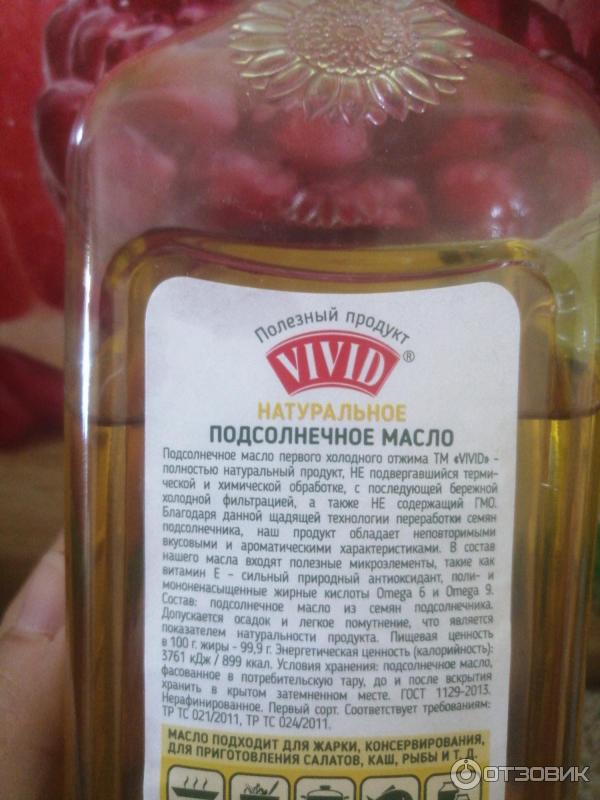 Полезный продукт
VIVID ®
НАТУРАЛЬНОЕ
ПОДСОЛНЕЧНОЕ МАСЛО
Подсолнечное масло первого холодного отжима ТМ «VIVID» -
полностью натуральный продукт, НЕ подвергавшийся терми-
ческой и химической обработке, с последующей бережной
холодной фильтрацией, а также НЕ содержащий ГМО.
Благодаря данной щадящей технологии переработки семян
подсолнечника, наш продукт обладает неповторимыми
вкусовыми и ароматическими характеристиками. В состав
нашего масла входят полезные микроэлементы, такие как
витамин Е - сильный природный антиоксидант, поли- и
мононенасыщенные жирные кислоты Omega 6 и Omega 9.
Состав: подсолнечное масло из семян подсолнечника.
Допускается осадок и легкое помутнение, что является
показателем натуральности продукта. Пищевая ценность
в 100 г. жиры - 99,9 г. Энергетическая ценность (калорийность):
3761 кДж / 899 ккал. Условия хранения: подсолнечное масло,
фасованное в потребительскую тару, до и после вскрытия
хранить в крытом затемненном месте. ГОСТ 1129-2013.
Нерафинированное. Первый сорт. Соответствует требованиям:
ТР ТС 021/2011, ТР ТС 024/2011.
МАСЛО ПОДХОДИТ ДЛЯ ЖАРКИ, КОНСЕРВИРОВАНИЯ,
ДЛЯ ПРИГОТОВЛЕНИЯ САЛАТОВ, КАШ, РЫБЫ И Т. Д.
ОТЗОВИК